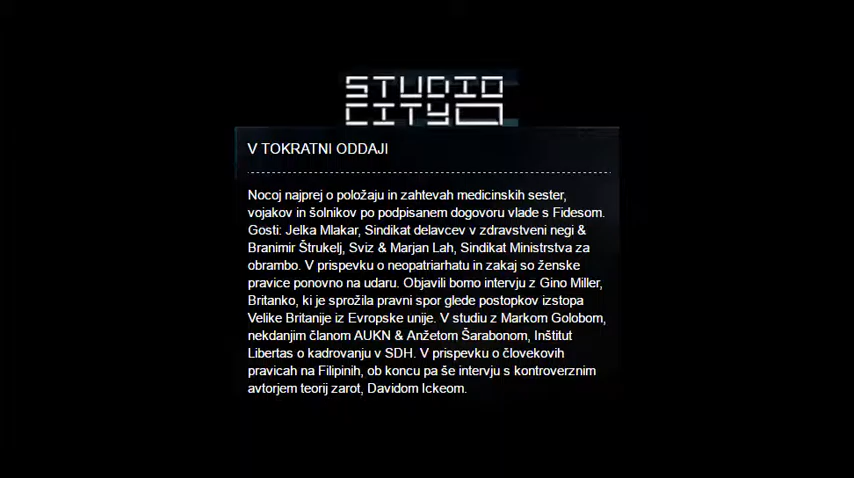 STUDIO
CITY
V TOKRATNI ODDAJI
Nocoj najprej o položaju in zahtevah medicinskih sester,
vojakov in šolnikov po podpisanem dogovoru vlade s Fidesom.
Gosti: Jelka Mlakar, Sindikat delavcev v zdravstveni negi &
Branimir Štrukelj, Sviz & Marjan Lah, Sindikat Ministrstva za
obrambo. V prispevku o neopatriarhatu in zakaj so ženske
pravice ponovno na udaru. Objavili bomo intervju z Gino Miller,
Britanko, ki je sprožila pravni spor glede postopkov izstopa
Velike Britanije iz Evropske unije. V studiu z Markom Golobom,
nekdanjim članom AUKN & Anžetom Šarabonom, Inštitut
Libertas o kadrovanju v SDH. V prispevku o človekovih
pravicah na Filipinih, ob koncu pa še intervju s kontroverznim
avtorjem teorij zarot, Davidom Ickeom.